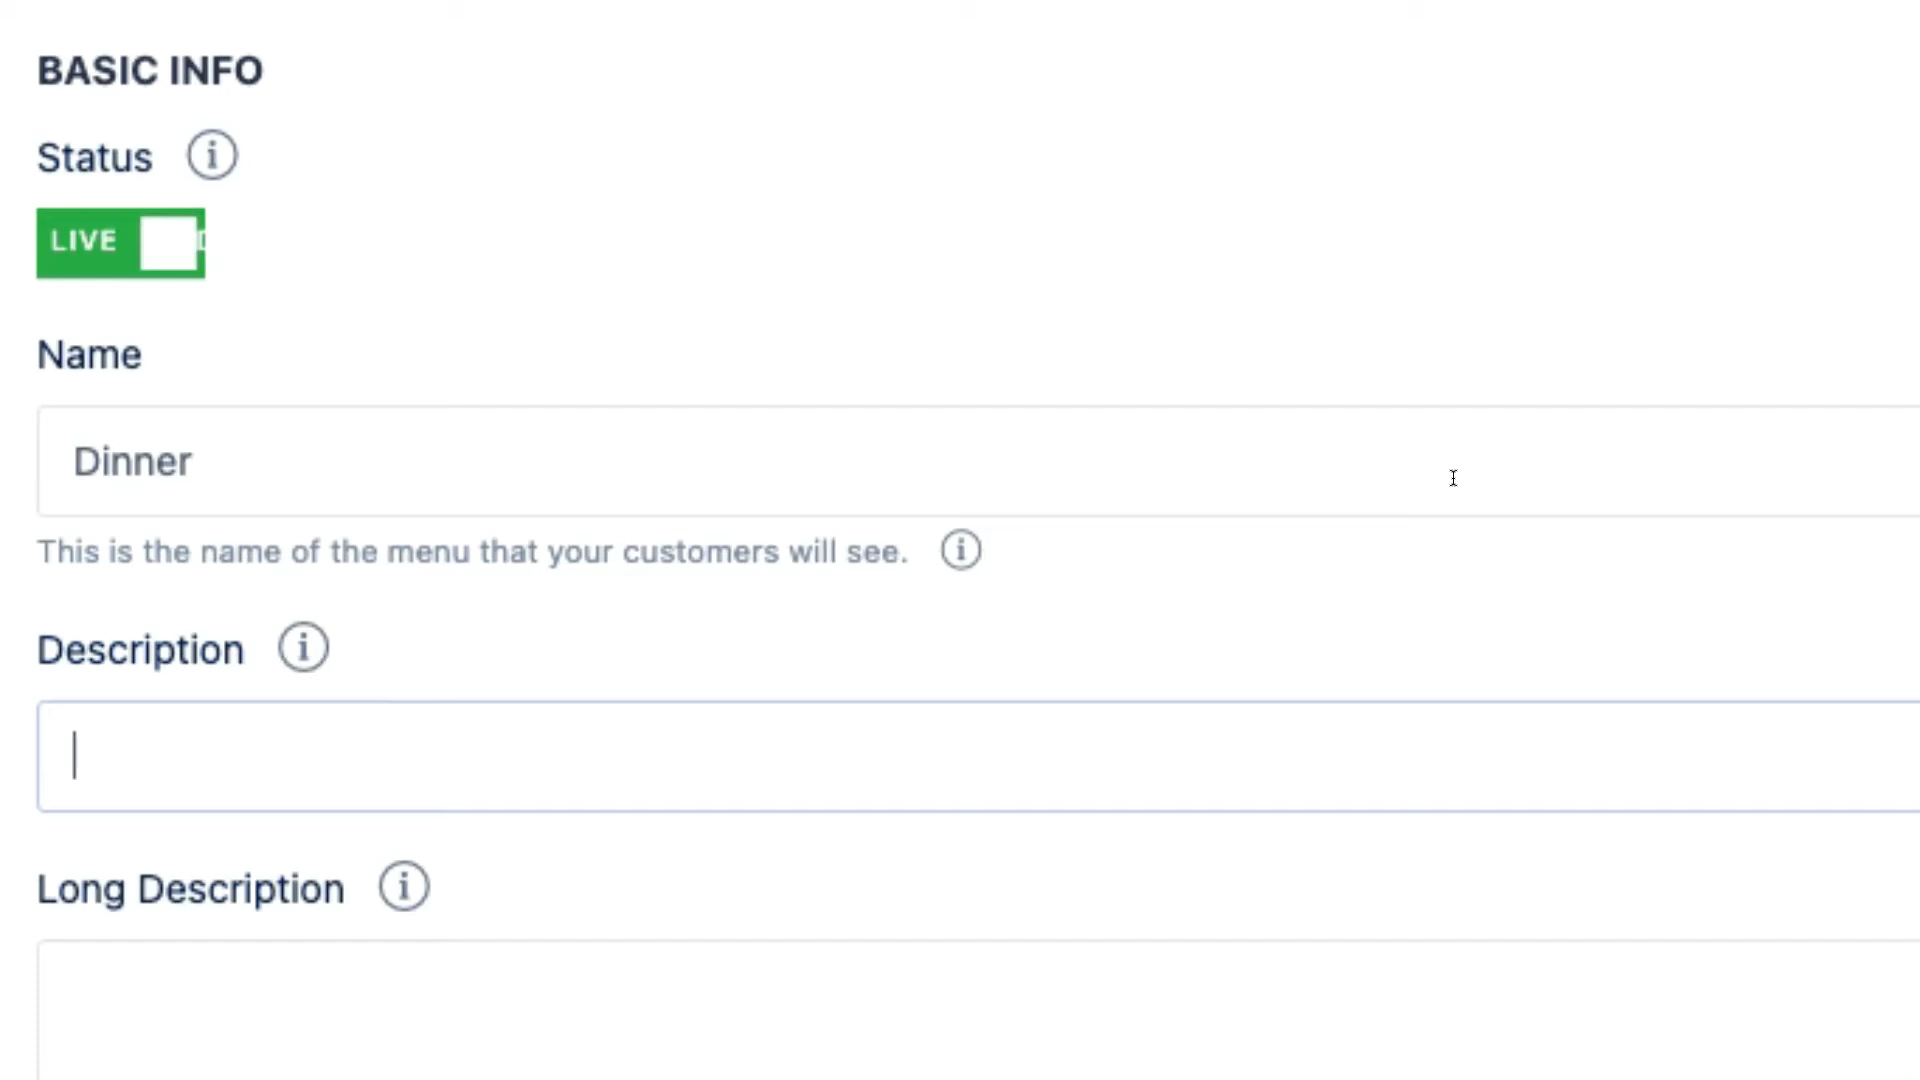 BASIC INFO
Status
LIVE
Name
Dinner
This is the name of the menu that your customers will see.
Description
Long Description